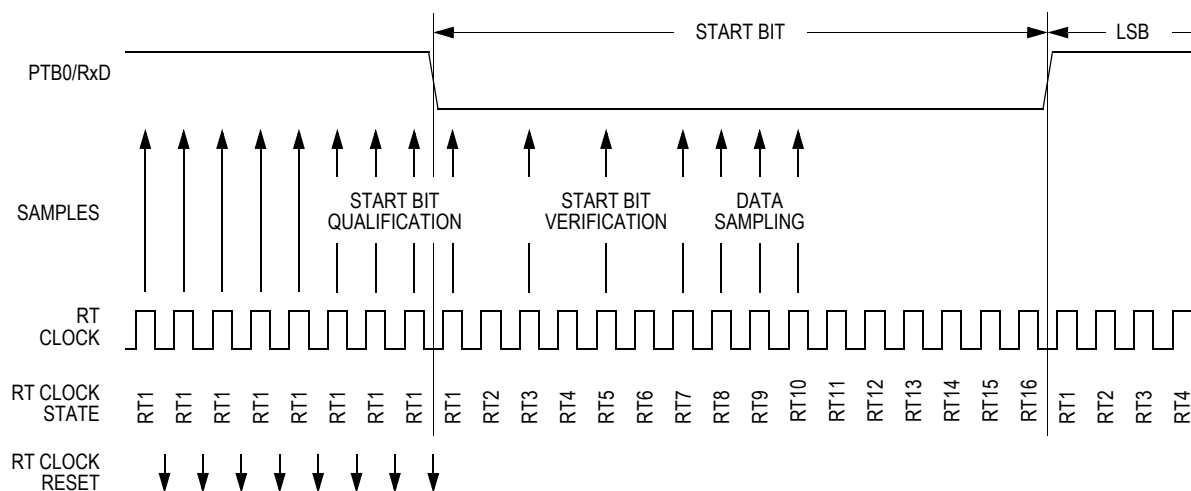 START BIT
LSB
PTB0/RxD
SAMPLES
START BIT
QUALIFICATION
START BIT
VERIFICATION
DATA
SAMPLING
RT
CLOCK
RT CLOCK
STATE
RT1 RT1 RT1 RT1 RT1 RT1 RT1 RT1 RT1 RT2 RT3 RT4 RT5 RT6 RT7 RT8 RT9 RT10 RT11 RT12 RT13 RT14 RT15 RT16 RT1 RT2 RT3 RT4
RT CLOCK
RESET